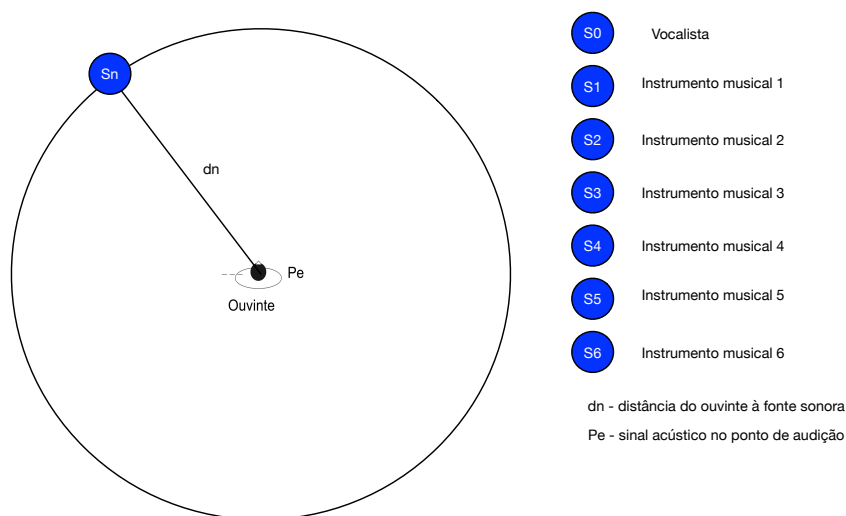 Sn
dn
Pe
Ouvinte
S0 Vocalista
S1 Instrumento musical 1
S2 Instrumento musical 2
S3 Instrumento musical 3
S4 Instrumento musical 4
S5 Instrumento musical 5
S6 Instrumento musical 6
dn - distância do ouvinte à fonte sonora
Pe - sinal acústico no ponto de audição